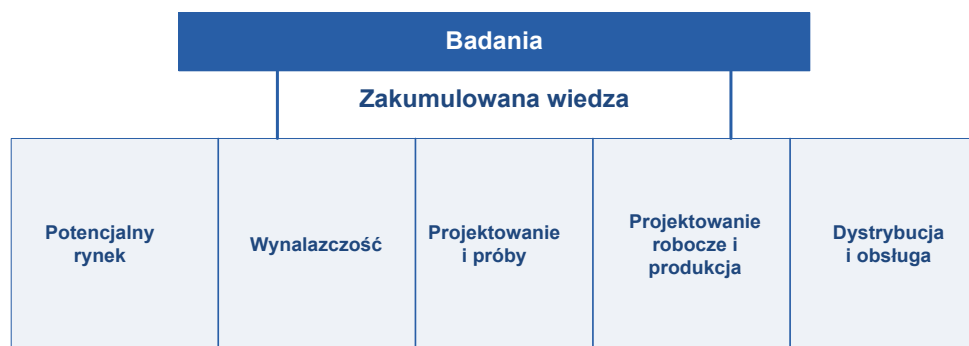 Badania
Zakumulowana wiedza
Potencjalny
rynek
Wynalazczość
Projektowanie
i próby
Projektowanie
robocze i
produkcja
Dystrybucja
i obsługa